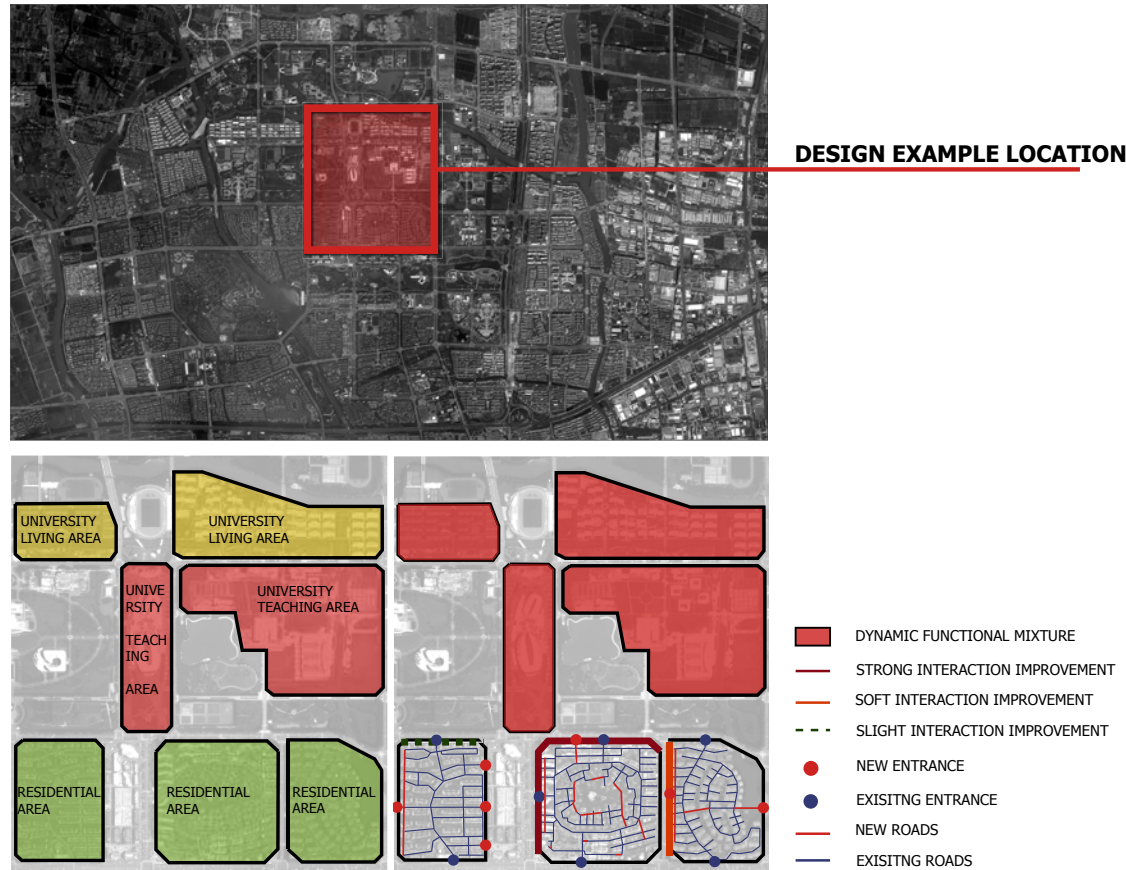 DESIGN EXAMPLE LOCATION
UNIVERSITY
LIVING AREA
UNIVERSITY
LIVING AREA
UNIVE
RSITY
TEACH
ING
AREA
UNIVERSITY
TEACHING AREA
RESIDENTIAL
AREA
RESIDENTIAL
AREA
RESIDENTIAL
AREA
DYNAMIC FUNCTIONAL MIXTURE
STRONG INTERACTION IMPROVEMENT
SOFT INTERACTION IMPROVEMENT
SLIGHT INTERACTION IMPROVEMENT
NEW ENTRANCE
EXISITNG ENTRANCE
NEW ROADS
EXISITNG ROADS